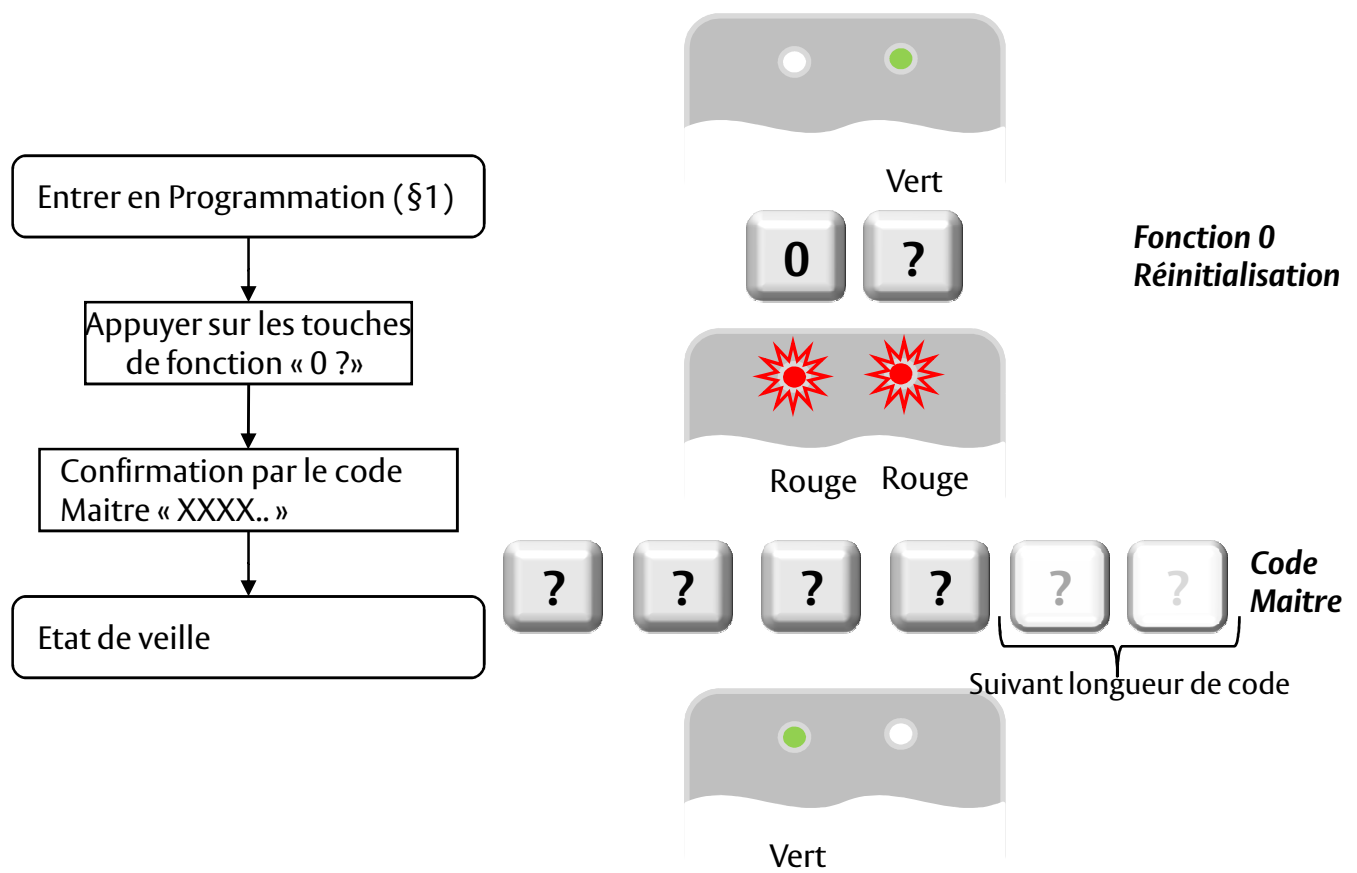 Vert
Entrer en Programmation (§1)
0
?
Fonction 0
Réinitialisation
Appuyer sur les touches
de fonction « 0 ?»
Confirmation par le code
Maitre « XXXX.. »
Rouge
Rouge
?
?
?
?
?
?
Code
Maitre
Etat de veille
Suivant longueur de code
Vert